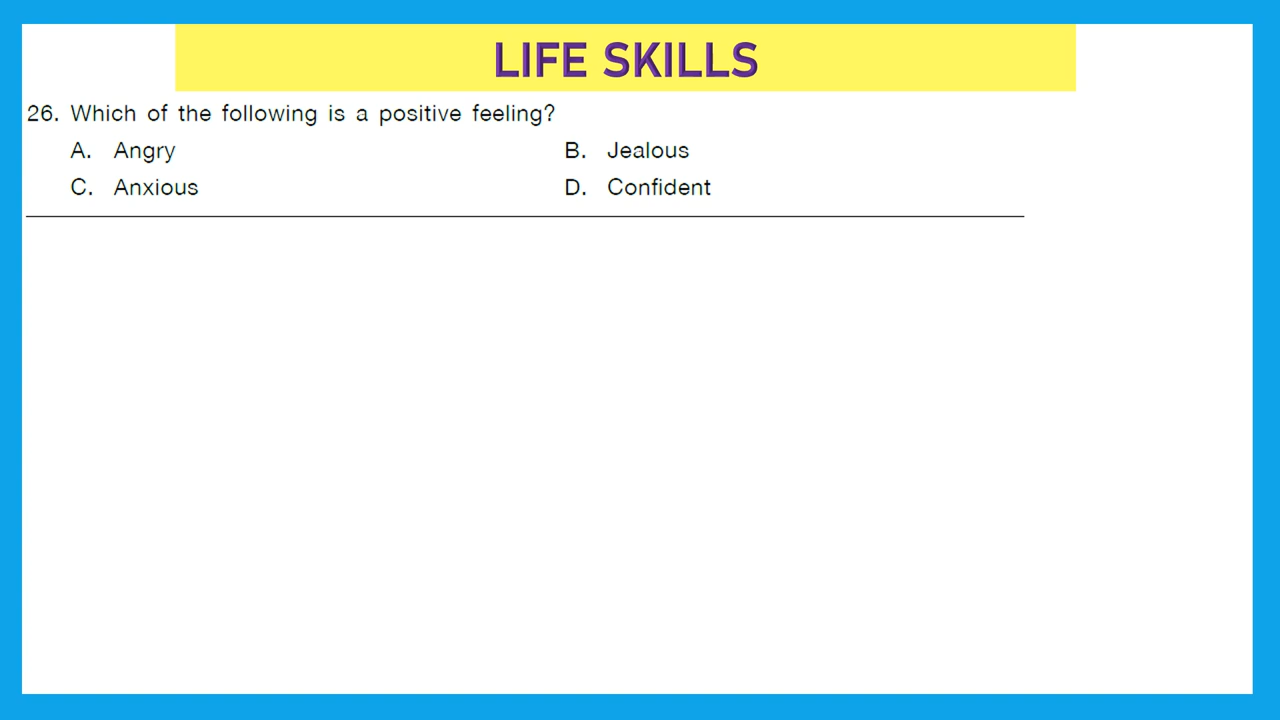 LIFE SKILLS
26. Which of the following is a positive feeling?
A. Angry B. Jealous
C. Anxious D. Confident